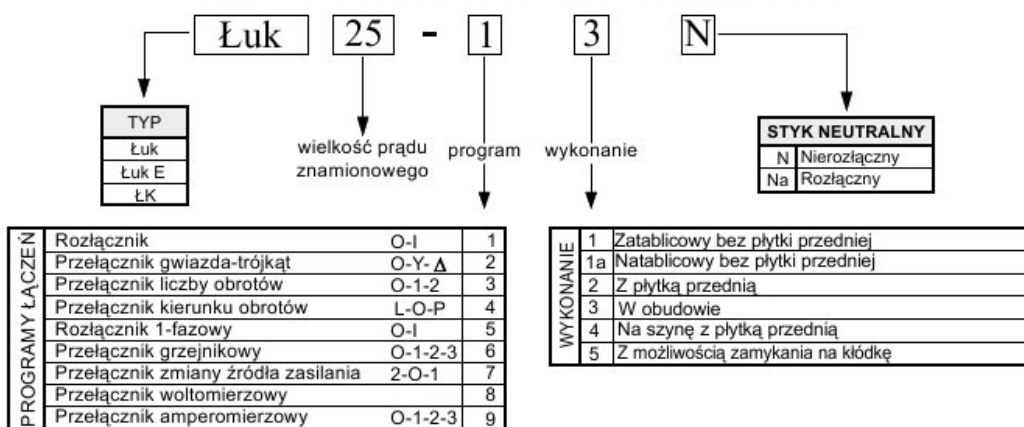 Łuk 25 - 1 3 N
TYP
Łuk
Łuk E
ŁK
wielkość prądu
znamionowego
program
wykonanie
STYK NEUTRALNY
N Nierozłączny
Na Rozłączny
PROGRAMY ŁĄCZEŃ
Rozłącznik O-I 1
Przełącznik gwiazda-trójkąt O-Y-Δ 2
Przełącznik liczby obrotów O-1-2 3
Przełącznik kierunku obrotów L-O-P 4
Rozłącznik 1-fazowy O-I 5
Przełącznik grzejnikowy O-1-2-3 6
Przełącznik zmiany źródła zasilania 2-O-1 7
Przełącznik woltomierzowy 8
Przełącznik amperomierzowy O-1-2-3 9
WYKONANIE
1 Zatablicowy bez płytki przedniej
1a Natablicowy bez płytki przedniej
2 Z płytką przednią
3 W obudowie
4 Na szynę z płytką przednią
5 Z możliwością zamykania na kłódkę